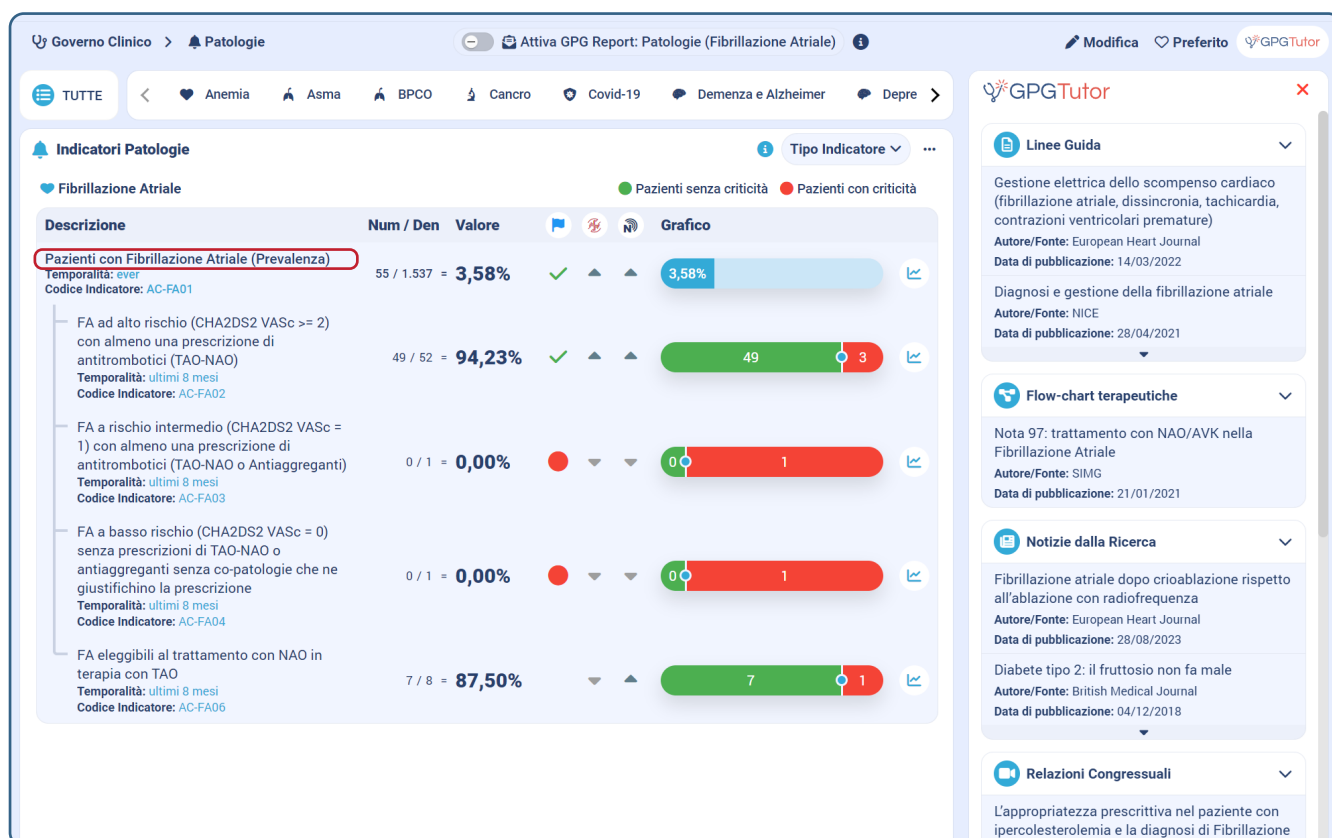 Governo Clinico > Patologie
Attiva GPG Report: Patologie (Fibrillazione Atriale)
Modifica Preferito GPGTutor
TUTTE
Anemia Asma BPCO Cancro Covid-19 Demenza e Alzheimer Depre
Indicatori Patologie
Tipo Indicatore
Fibrillazione Atriale
Pazienti senza criticità Pazienti con criticità
Descrizione Num / Den Valore N Grafico
Pazienti con Fibrillazione Atriale (Prevalenza)
Temporalità: ever
Codice Indicatore: AC-FA01
55 / 1.537 = 3,58% 3,58%
FA ad alto rischio (CHA2DS2 VASc >= 2)
con almeno una prescrizione di
antitrombotici (TAO-NAO)
Temporalità: ultimi 8 mesi
Codice Indicatore: AC-FA02
49 / 52 = 94,23% 49 3
FA a rischio intermedio (CHA2DS2 VASc =
1) con almeno una prescrizione di
antitrombotici (TAO-NAO o Antiaggreganti)
Temporalità: ultimi 8 mesi
Codice Indicatore: AC-FA03
0 / 1 = 0,00% 0 1
FA a basso rischio (CHA2DS2 VASc = 0)
senza prescrizioni di TAO-NAO o
antiaggreganti senza co-patologie che ne
giustifichino la prescrizione
Temporalità: ultimi 8 mesi
Codice Indicatore: AC-FA04
0 / 1 = 0,00% 0 1
FA eleggibili al trattamento con NAO in
terapia con TAO
Temporalità: ultimi 8 mesi
Codice Indicatore: AC-FA06
7 / 8 = 87,50% 7 1
GPGTutor
Linee Guida
Gestione elettrica dello scompenso cardiaco
(fibrillazione atriale, dissincronia, tachicardia,
contrazioni ventricolari premature)
Autore/Fonte: European Heart Journal
Data di pubblicazione: 14/03/2022
Diagnosi e gestione della fibrillazione atriale
Autore/Fonte: NICE
Data di pubblicazione: 28/04/2021
Flow-chart terapeutiche
Nota 97: trattamento con NAO/AVK nella
Fibrillazione Atriale
Autore/Fonte: SIMG
Data di pubblicazione: 21/01/2021
Notizie dalla Ricerca
Fibrillazione atriale dopo crioablazione rispetto
all’ablazione con radiofrequenza
Autore/Fonte: European Heart Journal
Data di pubblicazione: 28/08/2023
Diabete tipo 2: il fruttosio non fa male
Autore/Fonte: British Medical Journal
Data di pubblicazione: 04/12/2018
Relazioni Congressuali
L’appropriatezza prescrittiva nel paziente con
ipercolesterolemia e la diagnosi di Fibrillazione